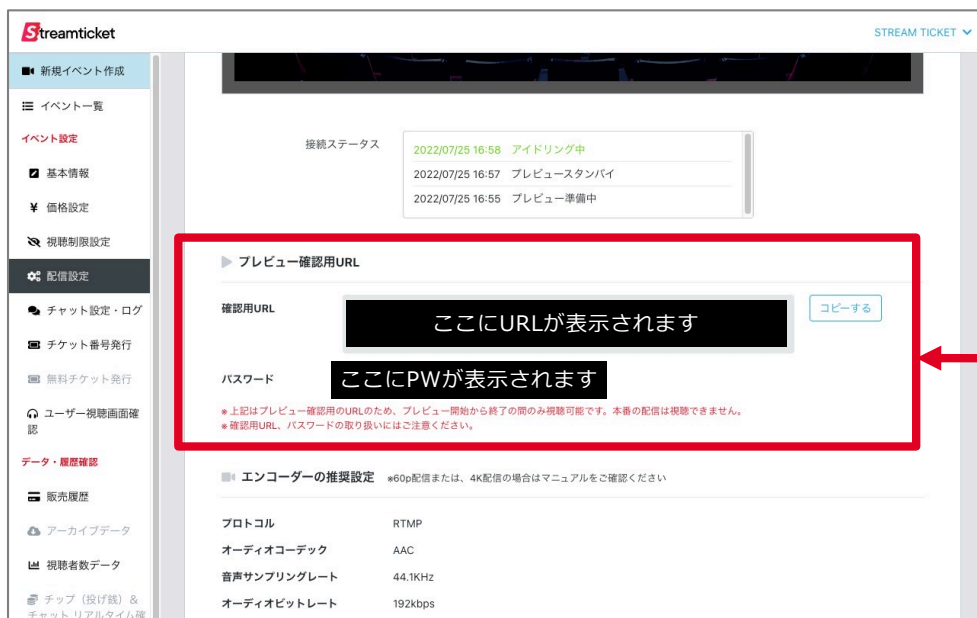 Streamticket
STREAM TICKET
新規イベント作成
イベント一覧
イベント設定
基本情報
¥ 価格設定
視聴制限設定
配信設定
チャット設定・ログ
チケット番号発行
無料チケット発行
ユーザー視聴画面確
認
データ・履歴確認
販売履歴
アーカイブデータ
視聴者数データ
チップ（投げ銭）&
チャット リアルタイム確
接続ステータス
2022/07/25 16:58 アイドリング中
2022/07/25 16:57 プレビュースタンバイ
2022/07/25 16:55 プレビュー準備中
プレビュー確認用URL
確認用URL
ここにURLが表示されます
コピーする
パスワード
ここにPWが表示されます
※上記はプレビュー確認用のURLのため、プレビュー開始から終了の間のみ視聴可能です。本番の配信は視聴できません。
※確認用URL、パスワードの取り扱いにはご注意ください。
エンコーダーの推奨設定 ※60p配信または、4K配信の場合はマニュアルをご確認ください
プロトコル RTMP
オーディオコーデック AAC
音声サンプリングレート 44.1KHz
オーディオビットレート 192kbps